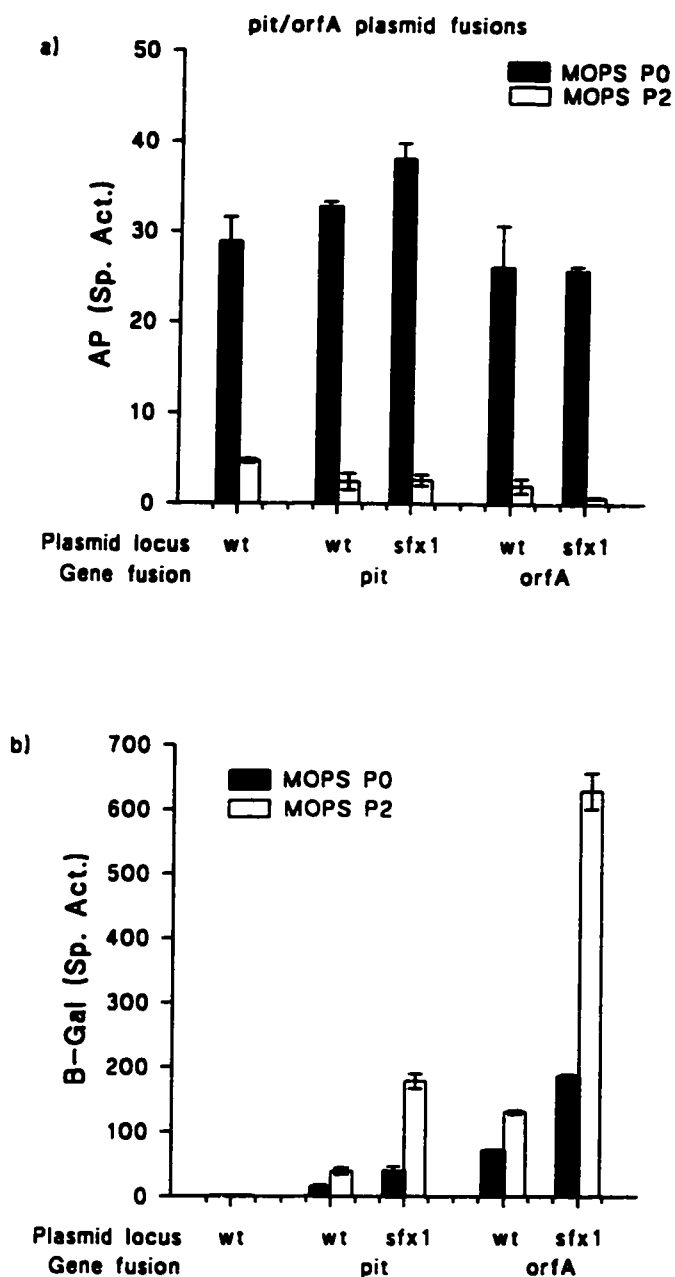 pit/orfA plasmid fusions
a)
50
40
30
20
10
0
AP (Sp. Act.)
MOPS P0
MOPS P2
Plasmid locus wt wt sfx1 wt sfx1
Gene fusion pit orfA
b)
700
600
500
400
300
200
100
0
B-Gal (Sp. Act.)
MOPS P0
MOPS P2
Plasmid locus wt wt sfx1 wt sfx1
Gene fusion pit orfA